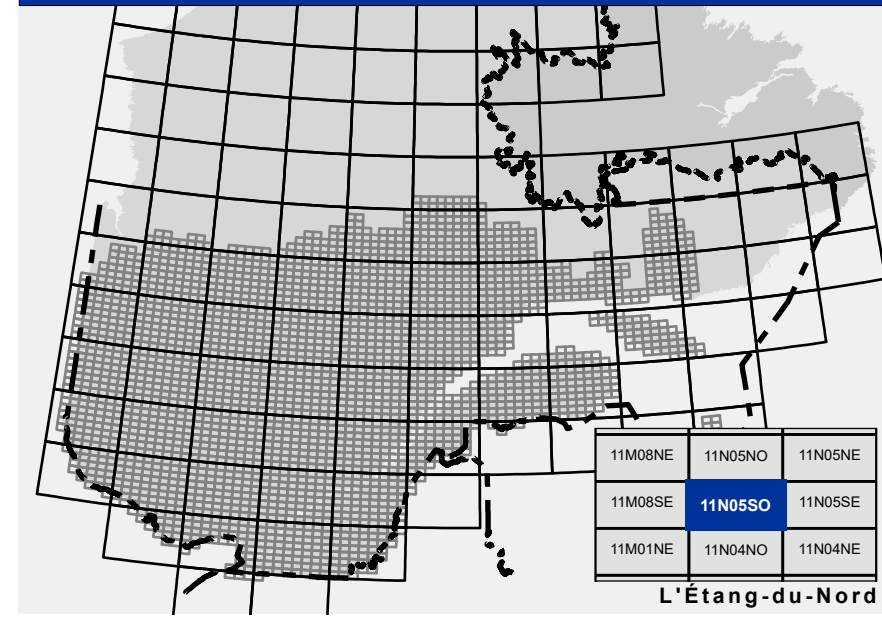 11M08NE 11N05NO 11N05NE
11M08SE 11N05SO 11N05SE
11M01NE 11N04NO 11N04NE
L'Étang-du-Nord